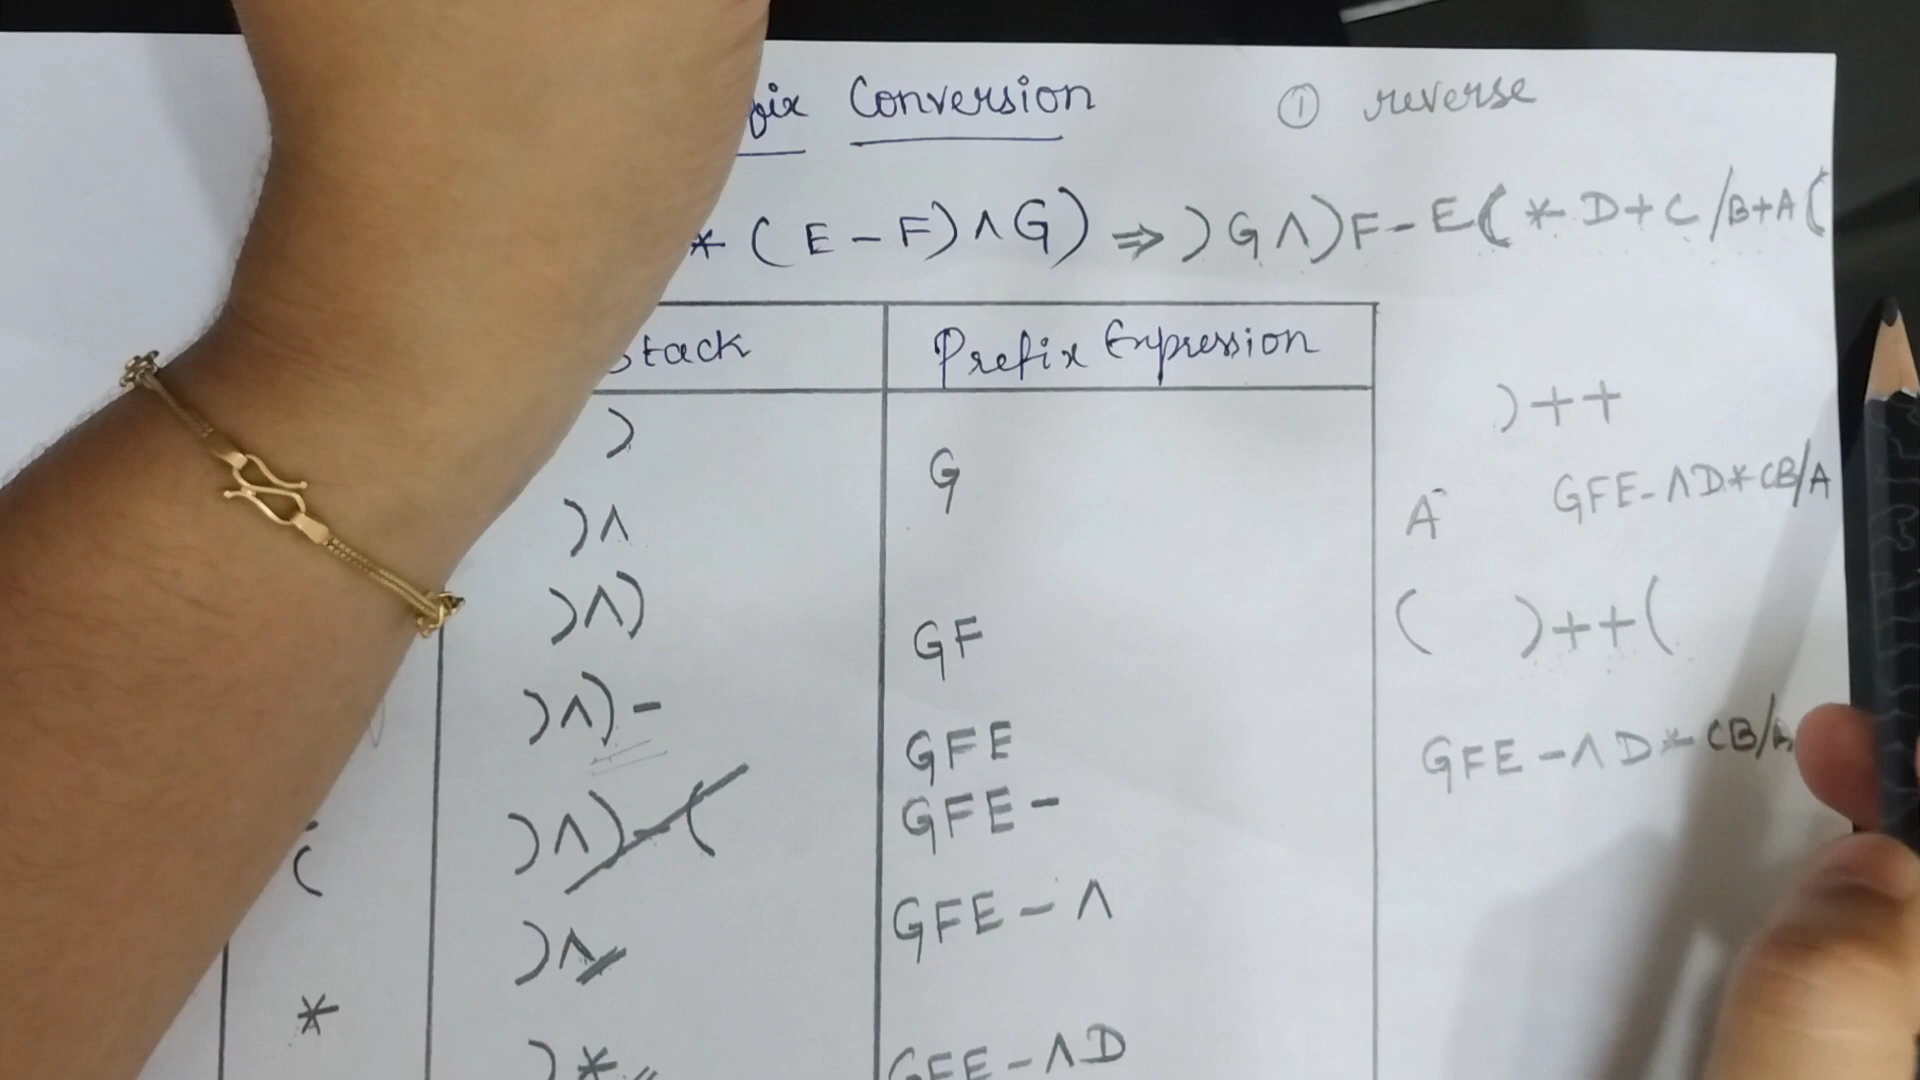 fix Conversion ① reverse
* ( E - F) ∧ G) ⇒ ) G ∧ ) F - E ( * D + C / B + A (
Stack Prefix Expression
) 
G
) + +
) ∧
A GFE - ∧ D * CB / A
) ∧ )
GF
( ) + + (
) ∧ ) -
GFE
GFE - ∧ D * CB /
( ) ∧ ) - ( GFE -
) ∧ GFE - ∧
*
) * GFE - ∧ D